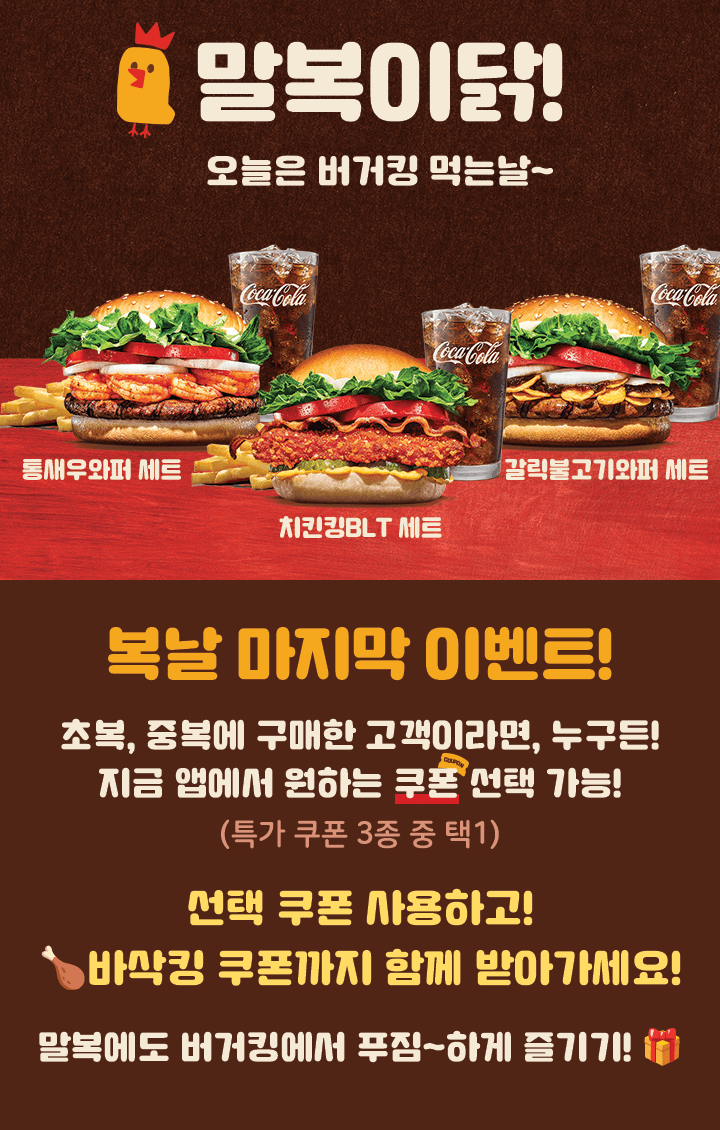 말복이닭!
오늘은 버거킹 먹는날~
Coca-Cola
Coca-Cola
Coca-Cola
통새우와퍼 세트
갈릭불고기와퍼 세트
치킨킹BLT 세트
복날 마지막 이벤트!
초복, 중복에 구매한 고객이라면, 누구든!
COUPON
지금 앱에서 원하는 쿠폰 선택 가능!
(특가 쿠폰 3종 중 택1)
선택 쿠폰 사용하고!
바삭킹 쿠폰까지 함께 받아가세요!
말복에도 버거킹에서 푸짐~하게 즐기기!